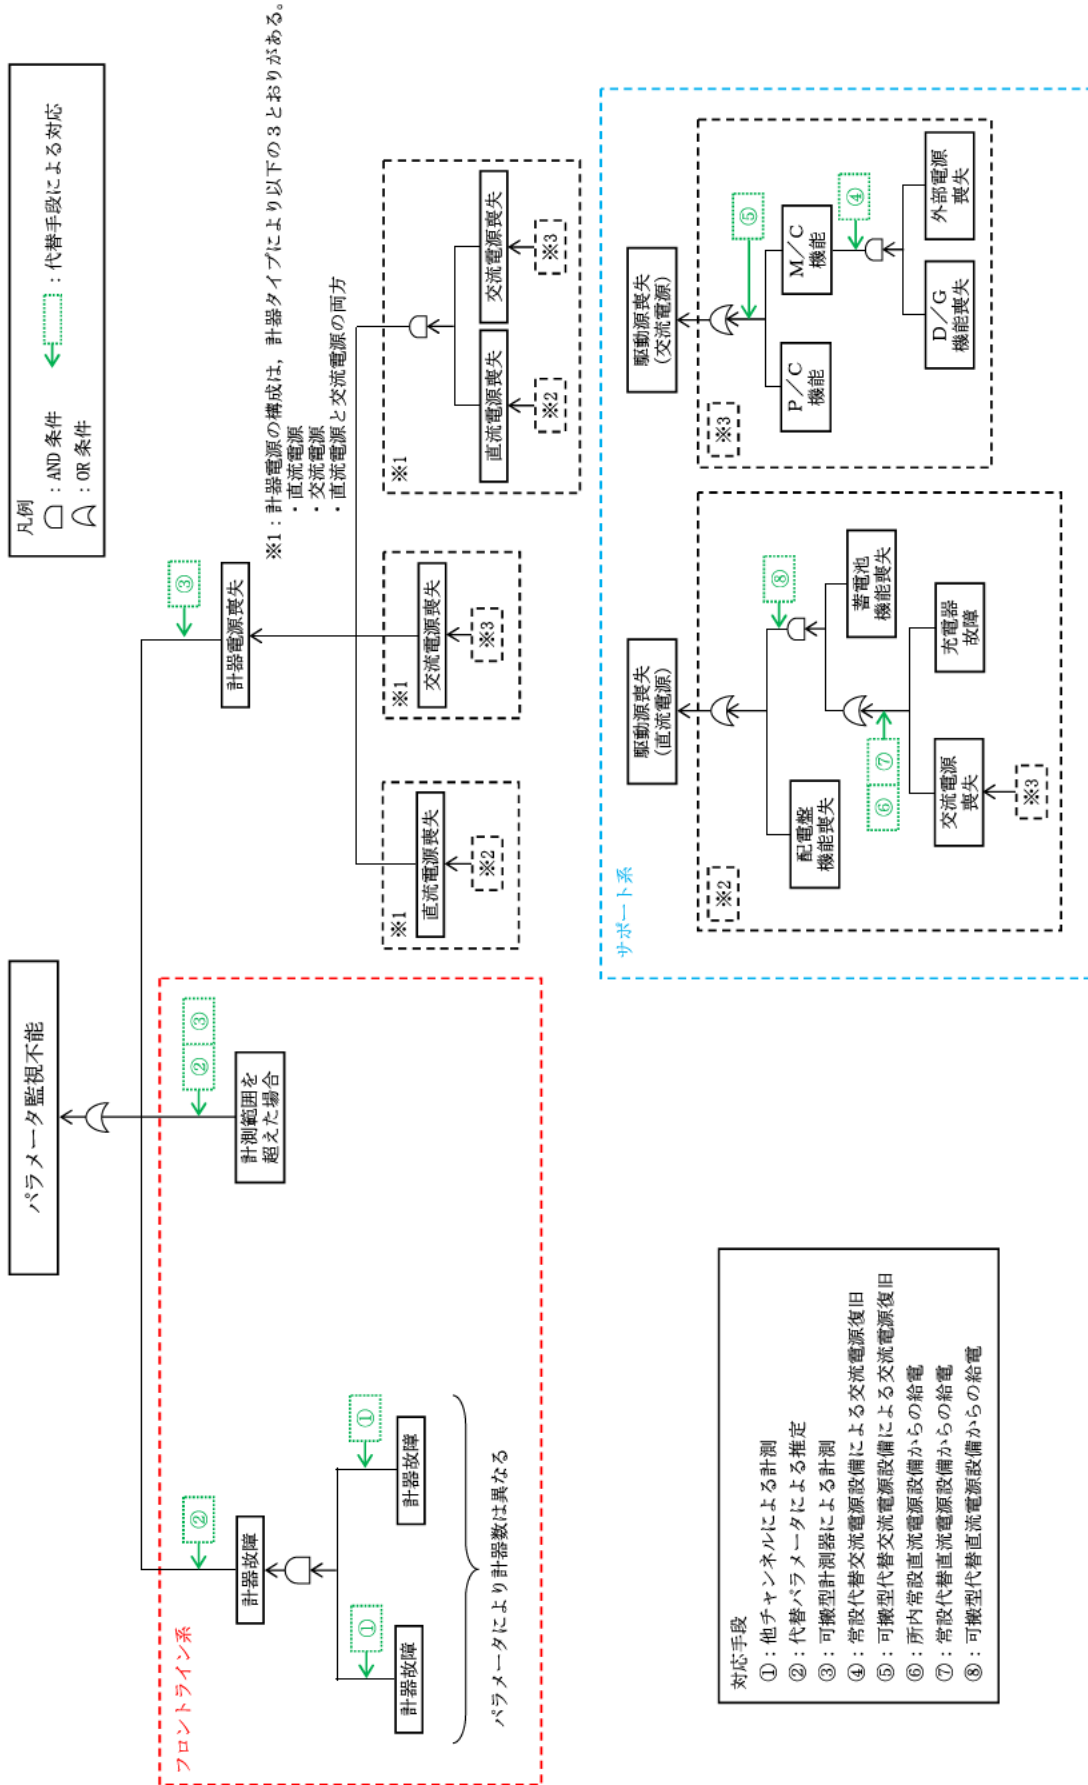 パラメータ監視不能
凡例
：AND 条件
：OR 条件
：代替手段による対応
フロントライン系
②
計器故障
①
計器故障
①
計器故障
パラメータにより計器数は異なる
②
③
計測範囲を
超えた場合
③
計器電源喪失
※1：計器電源の構成は，計器タイプにより以下の3とおりがある。
・直流電源
・交流電源
・直流電源と交流電源の両方
※1
直流電源喪失
※2
※1
交流電源喪失
※3
※1
直流電源喪失
※2
交流電源喪失
※3
サポート系
駆動源喪失
(直流電源)
※2
配電盤
機能喪失
⑧
蓄電池
機能喪失
⑥
⑦
交流電源
喪失
※3
充電器
故障
駆動源喪失
(交流電源)
※3
⑤
P／C
機能
M／C
機能
④
D／G
機能喪失
外部電源
喪失
対応手段
①：他チャンネルによる計測
②：代替パラメータによる推定
③：可搬型計測器による計測
④：常設代替交流電源設備による交流電源復旧
⑤：可搬型代替交流電源設備による交流電源復旧
⑥：所内常設直流電源設備からの給電
⑦：常設代替直流電源設備からの給電
⑧：可搬型代替直流電源設備からの給電